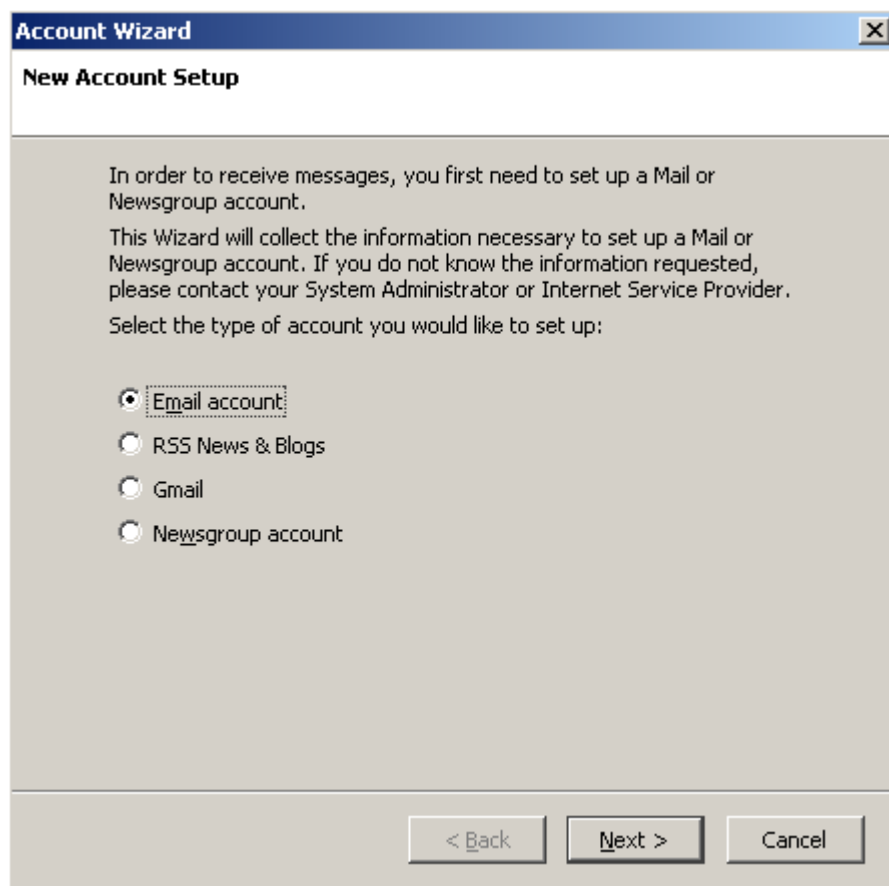 Account Wizard
New Account Setup
In order to receive messages, you first need to set up a Mail or
Newsgroup account.
This Wizard will collect the information necessary to set up a Mail or
Newsgroup account. If you do not know the information requested,
please contact your System Administrator or Internet Service Provider.
Select the type of account you would like to set up:
Email account
RSS News & Blogs
Gmail
Newsgroup account
< Back
Next >
Cancel